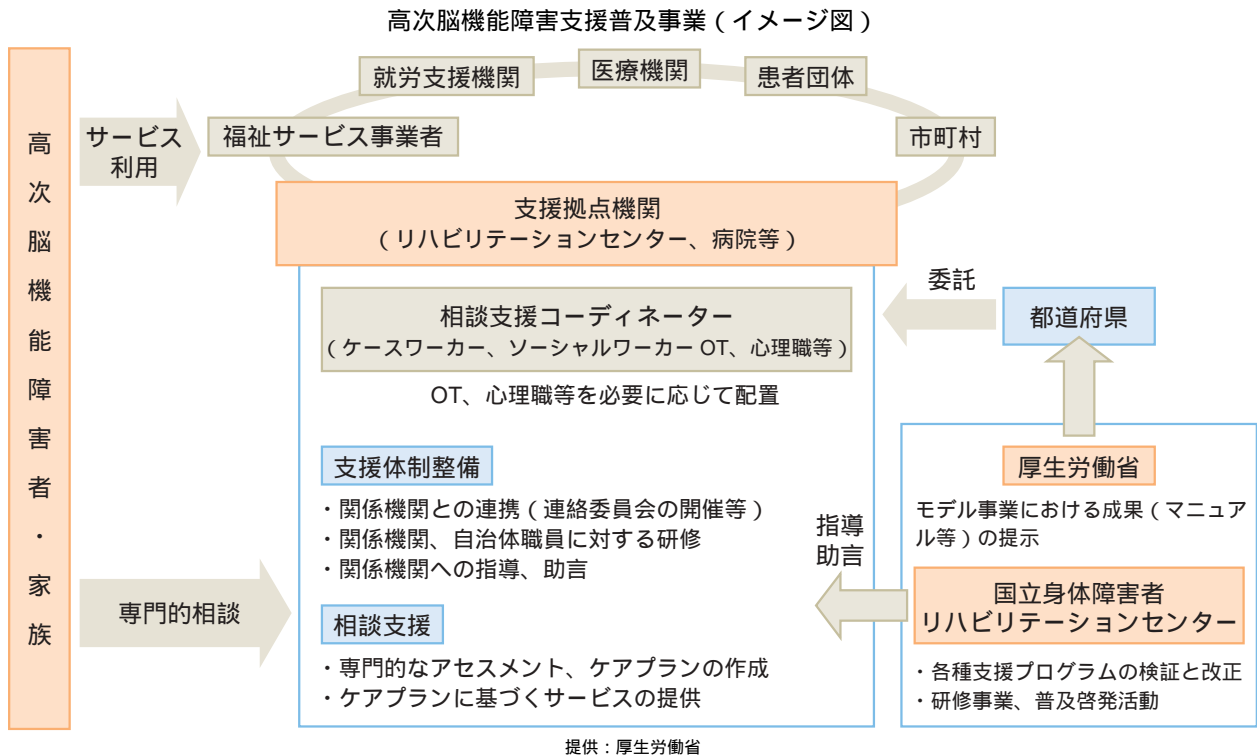 高次脳機能障害支援普及事業（イメージ図）
高次脳機能障害者・家族
サービス
利用
福祉サービス事業者
就労支援機関
医療機関
患者団体
市町村
支援拠点機関
（リハビリテーションセンター、病院等）
相談支援コーディネーター
（ケースワーカー、ソーシャルワーカー OT、心理職等）
OT、心理職等を必要に応じて配置
支援体制整備
・関係機関との連携（連絡委員会の開催等）
・関係機関、自治体職員に対する研修
・関係機関への指導、助言
専門的相談
相談支援
・専門的なアセスメント、ケアプランの作成
・ケアプランに基づくサービスの提供
委託
都道府県
厚生労働省
モデル事業における成果（マニュア
ル等）の提示
指導
助言
国立身体障害者
リハビリテーションセンター
・各種支援プログラムの検証と改正
・研修事業、普及啓発活動
提供：厚生労働省